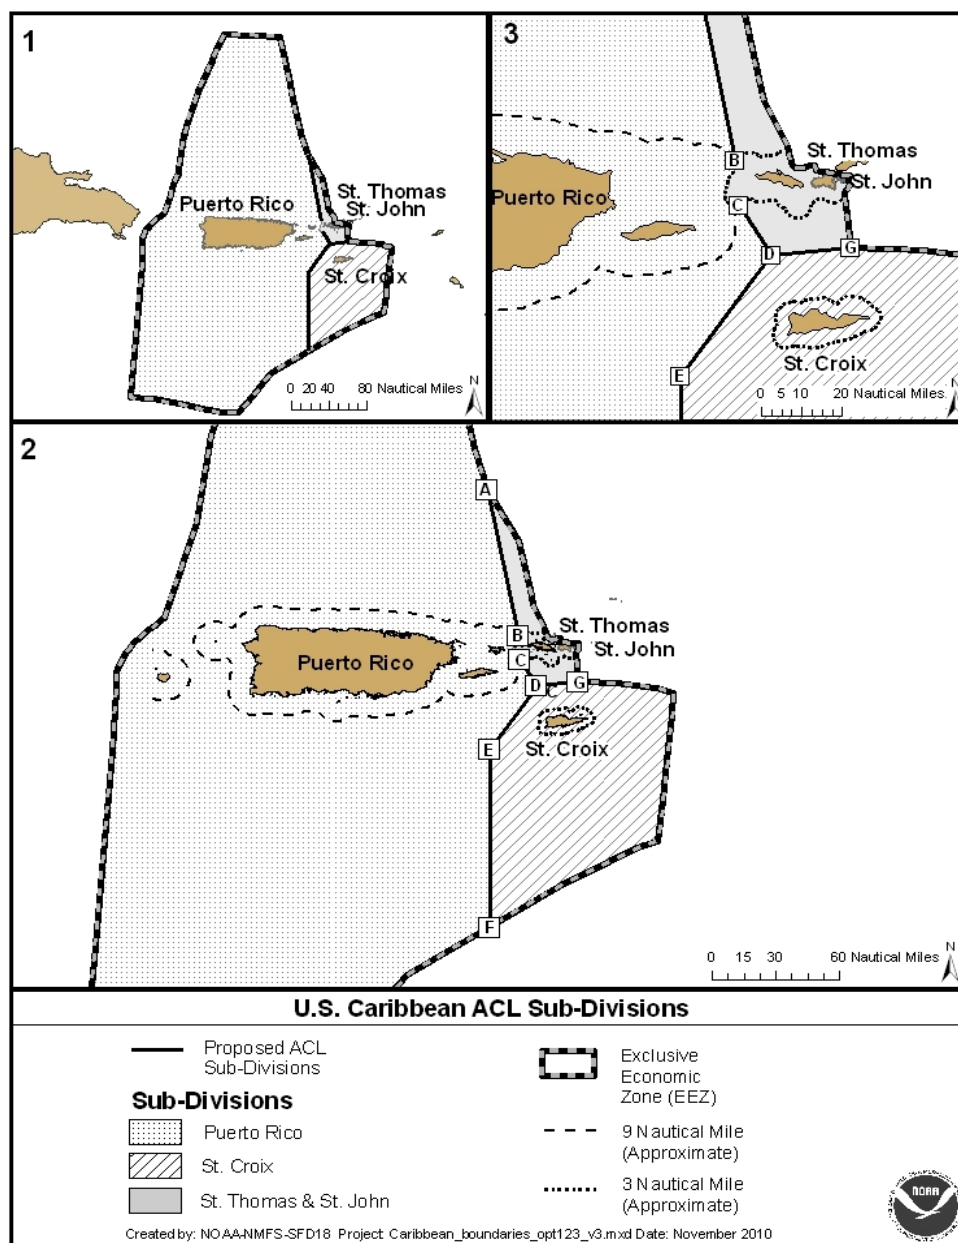 1
Puerto Rico
St. Thomas
St. John
St. Croix
0 20 40 80 Nautical Miles
N
3
St. Thomas
St. John
Puerto Rico
B
C
D
G
E
St. Croix
0 5 10 20 Nautical Miles
N
2
A
B
St. Thomas
C
St. John
Puerto Rico
D
C
G
E
St. Croix
F
0 15 30 60 Nautical Miles
N
U.S. Caribbean ACL Sub-Divisions
Proposed ACL
Sub-Divisions
Sub-Divisions
Puerto Rico
St. Croix
St. Thomas & St. John
Exclusive
Economic
Zone (EEZ)
9 Nautical Mile
(Approximate)
3 Nautical Mile
(Approximate)
NOAA
Created by: NOAA-NMFS-SFD18 Project: Caribbean_boundaries_opt123_v3.mxd Date: November 2010